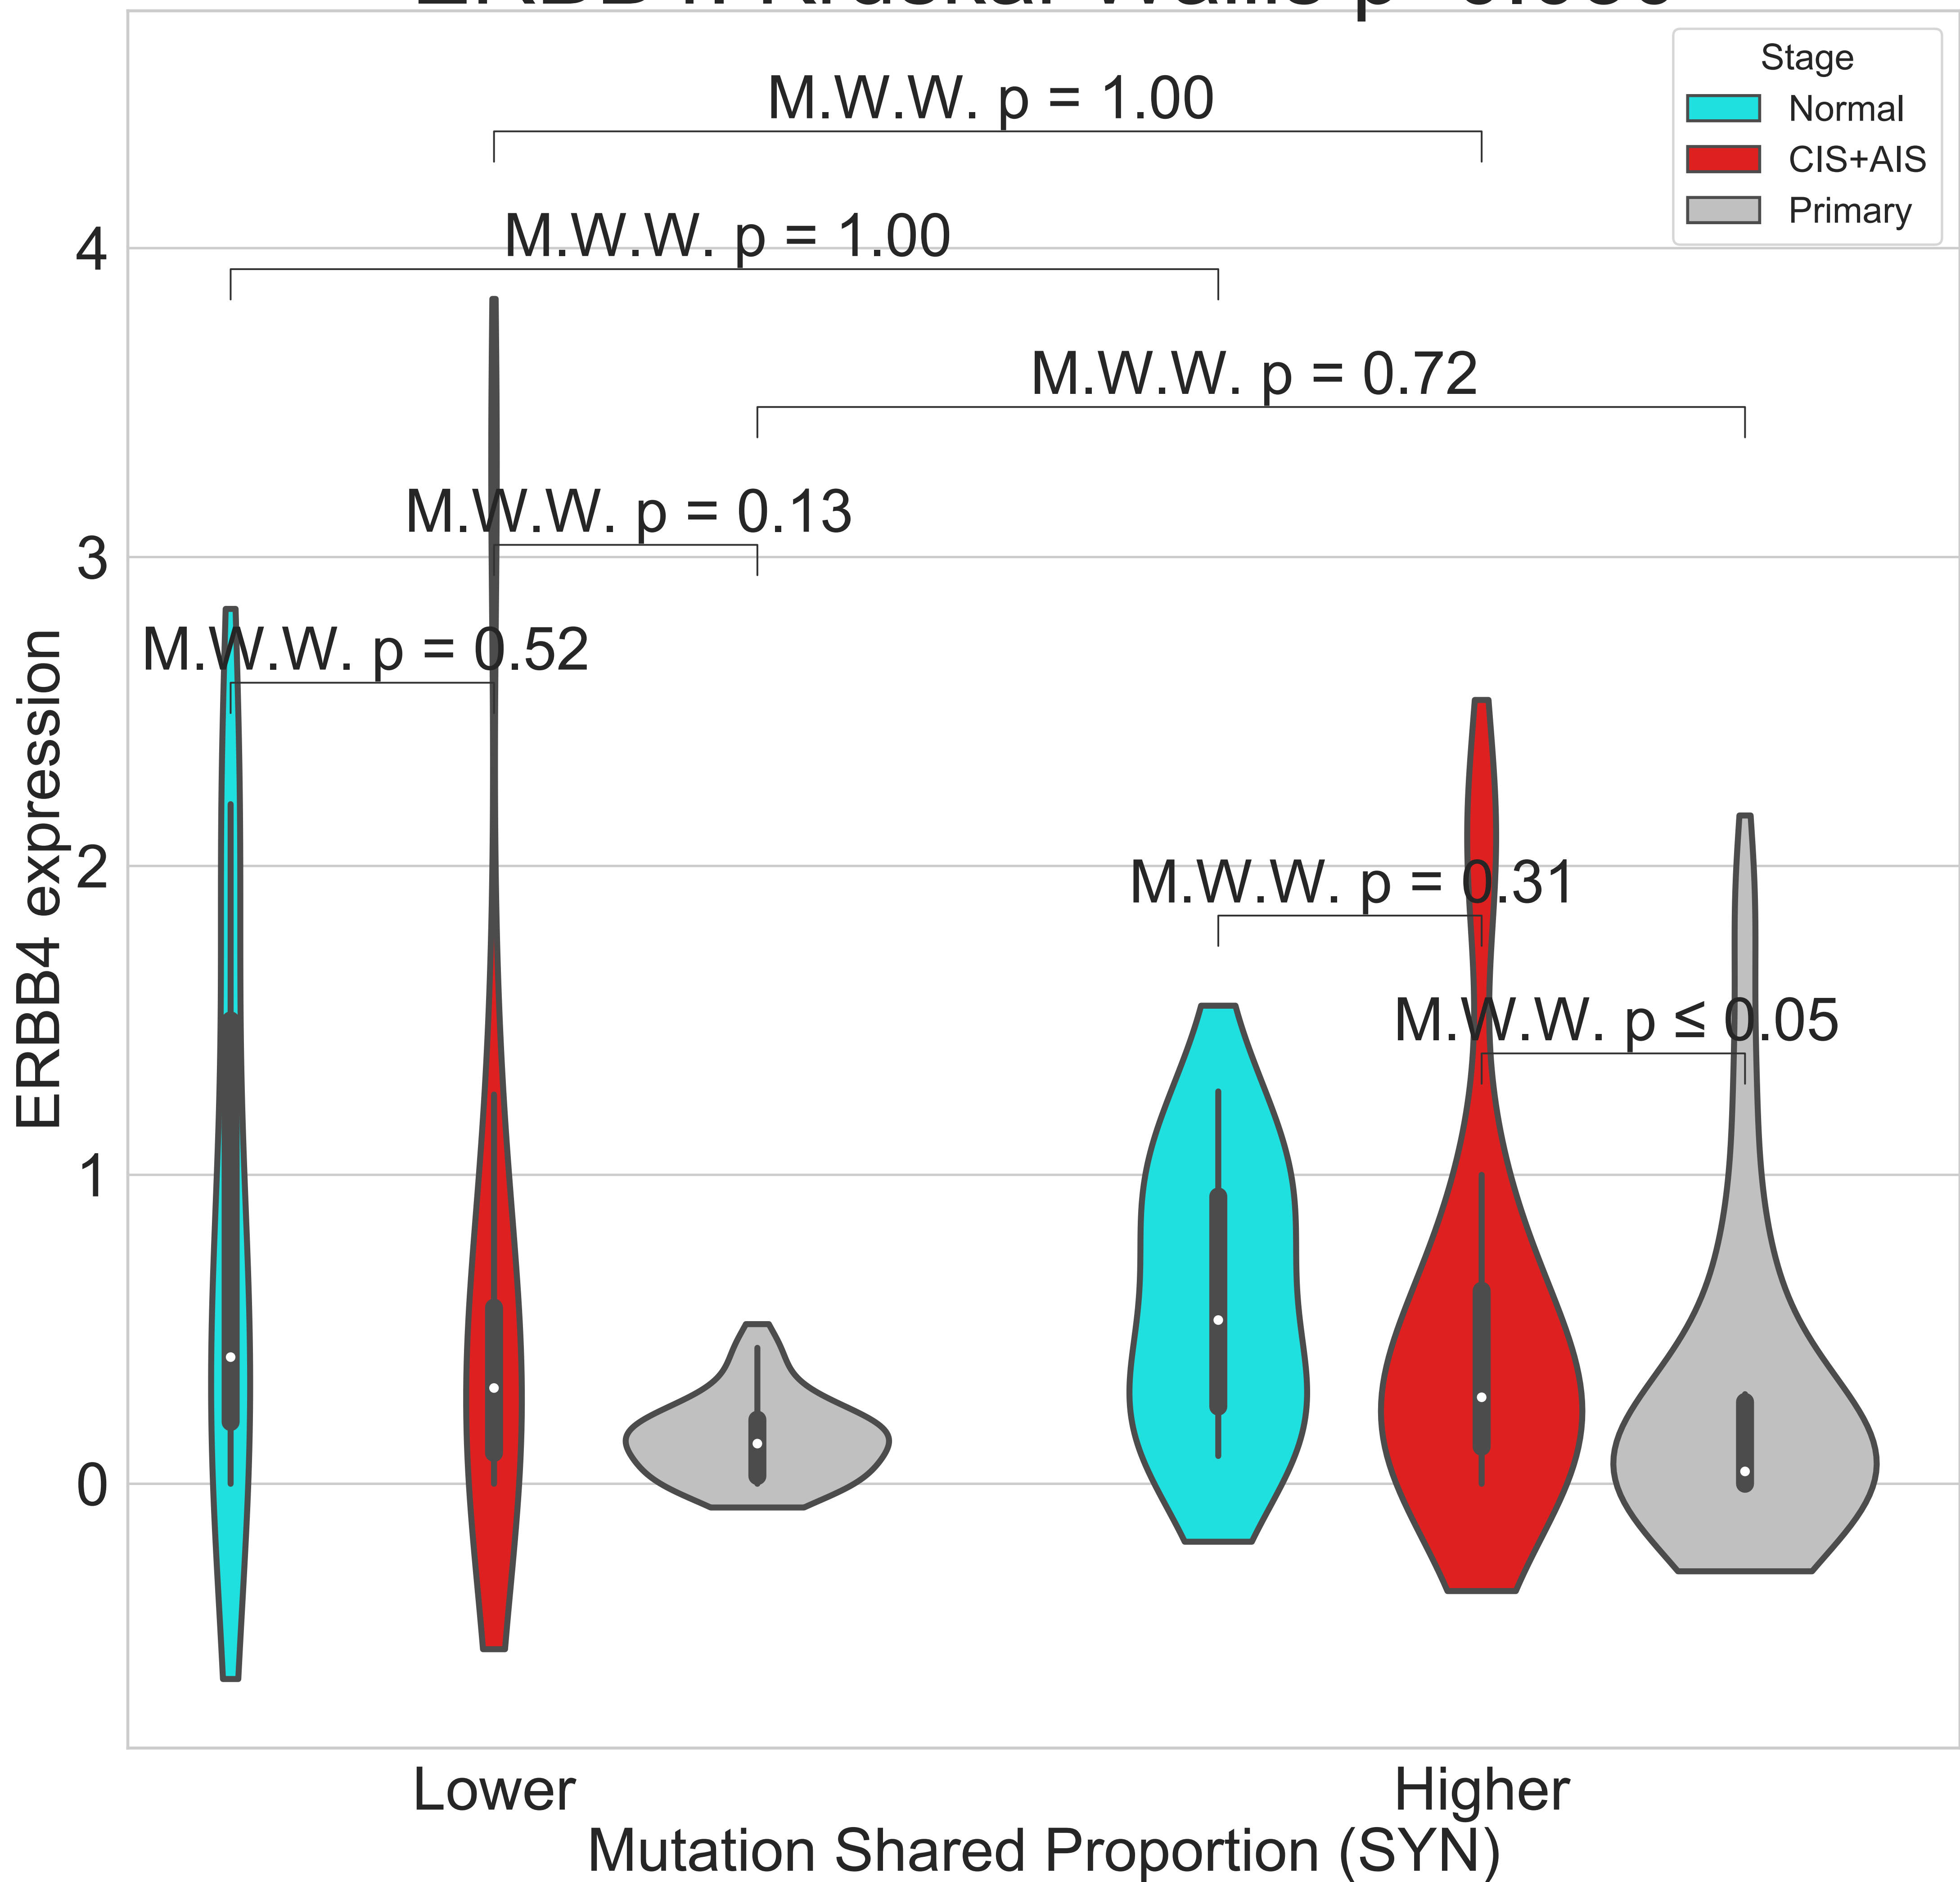 Stage
Normal
CIS+AIS
Primary
M.W.W. p = 1.00
M.W.W. p = 1.00
M.W.W. p = 0.72
M.W.W. p = 0.13
M.W.W. p = 0.52
M.W.W. p = 0.31
M.W.W. p ≤ 0.05
4
3
2
1
0
ERBB4 expression
Lower
Higher
Mutation Shared Proportion (SYN)